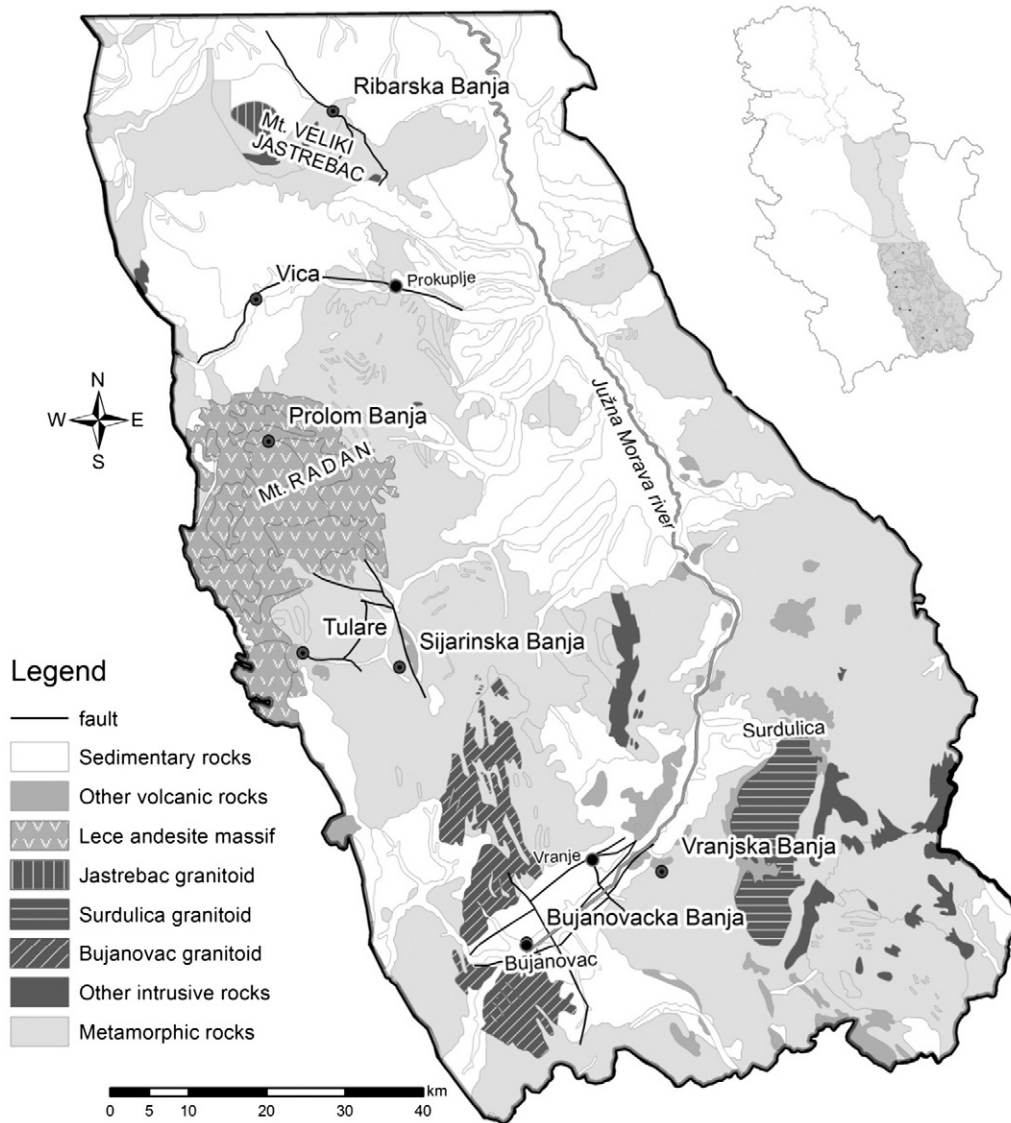 Ribarska Banja
Mt. VELIKI
JASTREBAC
Vica
Prokuplje
N
W E
S
Prolom Banja
Mt. RADAN
Južna Morava river
Tulare
Sijarinska Banja
Surdulica
Vranje
Vranjska Banja
Bujanovacka Banja
Bujanovac
Legend
fault
Sedimentary rocks
Other volcanic rocks
Lece andesite massif
Jastrebac granitoid
Surdulica granitoid
Bujanovac granitoid
Other intrusive rocks
Metamorphic rocks
km
0 5 10 20 30 40